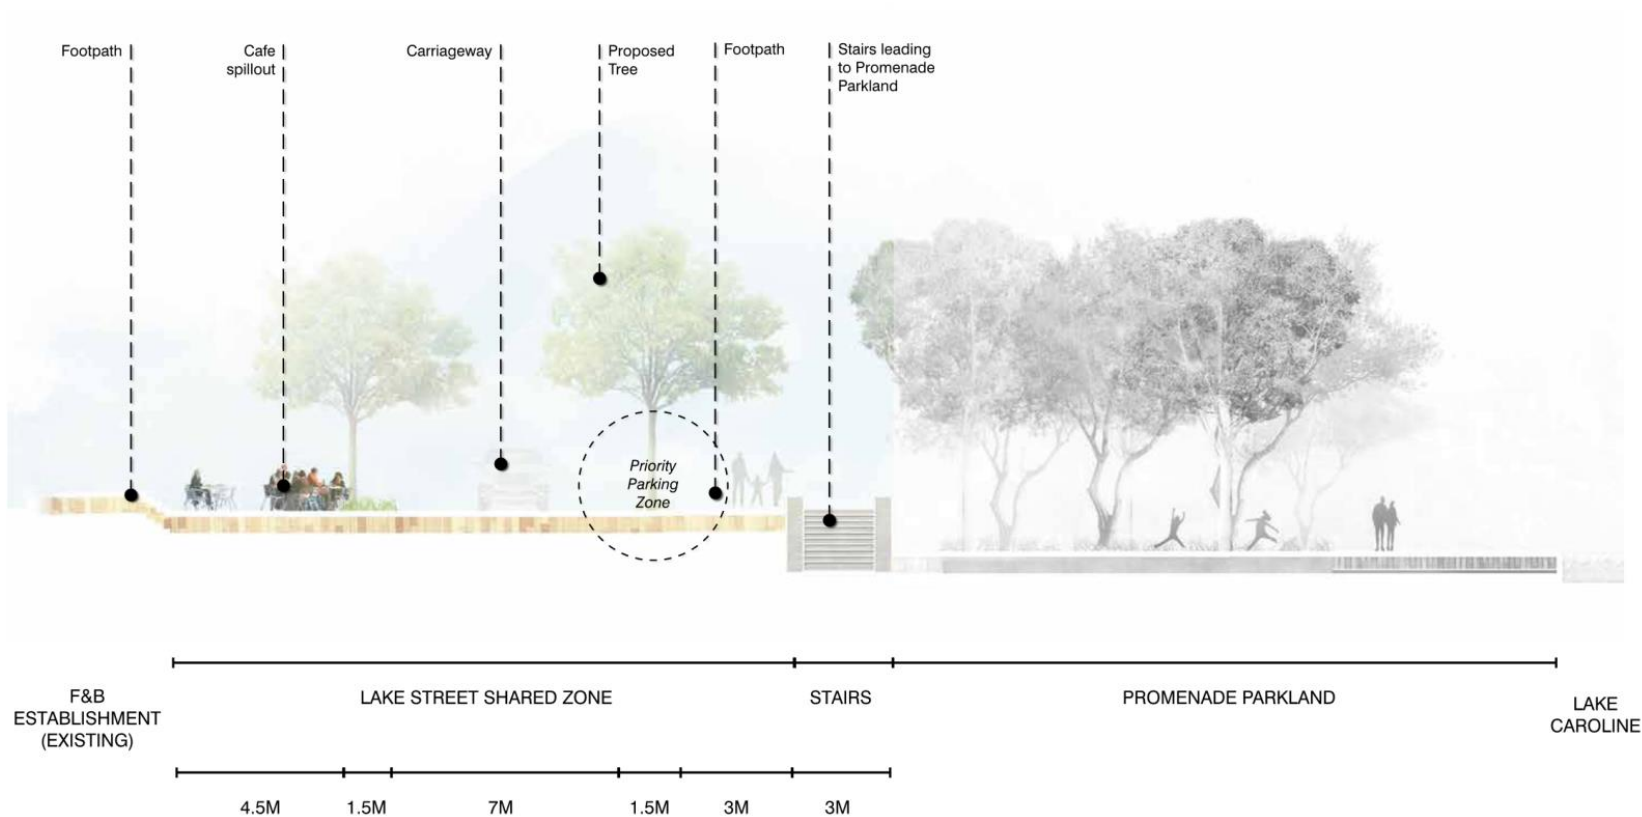 Footpath
Cafe
spillout
Carriageway
Proposed
Tree
Footpath
Stairs leading
to Promenade
Parkland
Priority
Parking
Zone
F&B
ESTABLISHMENT
(EXISTING)
LAKE STREET SHARED ZONE
STAIRS
PROMENADE PARKLAND
LAKE
CAROLINE
4.5M
1.5M
7M
1.5M
3M
3M